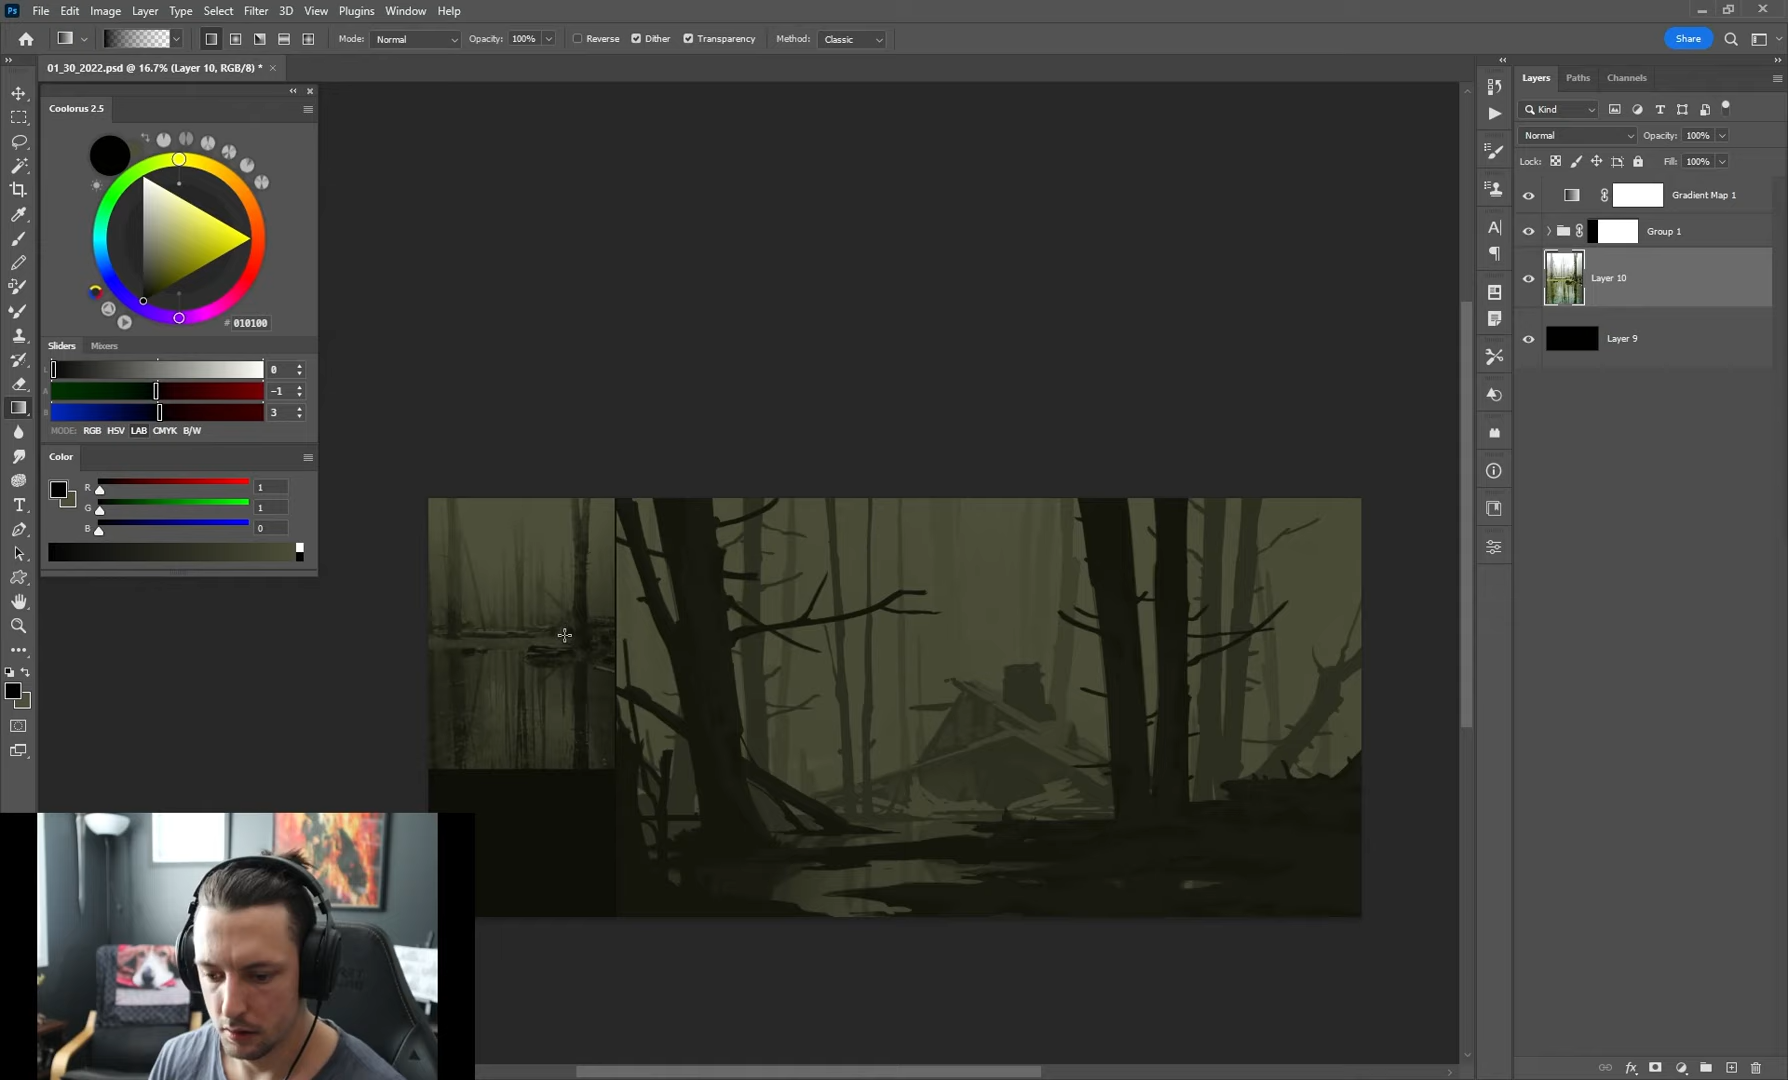 Ps File Edit Image Layer Type Select Filter 3D View Plugins Window Help
Mode: Normal Opacity: 100% Reverse Dither Transparency Method: Classic Share
01_30_2022.psd @ 16.7% (Layer 10, RGB/8) *
Coolorus 2.5
# 010100
Sliders Mixers
L 0
A -1
B 3
MODE: RGB HSV LAB CMYK B/W
Color
R 1
G 1
B 0
Layers Paths Channels
Kind
Normal Opacity: 100%
Lock: Fill: 100%
Gradient Map 1
Group 1
Layer 10
Layer 9